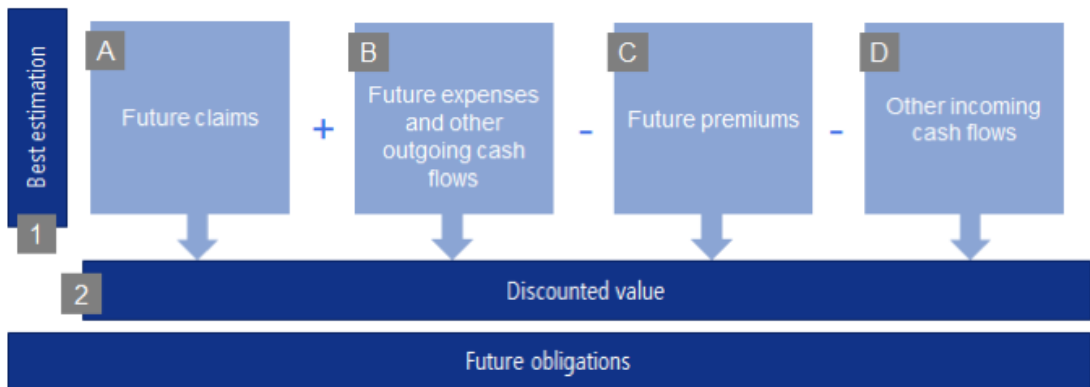 Best estimation
1
A
Future claims
+
B
Future expenses
and other
outgoing cash
flows
-
C
Future premiums
-
D
Other incoming
cash flows
2
Discounted value
Future obligations